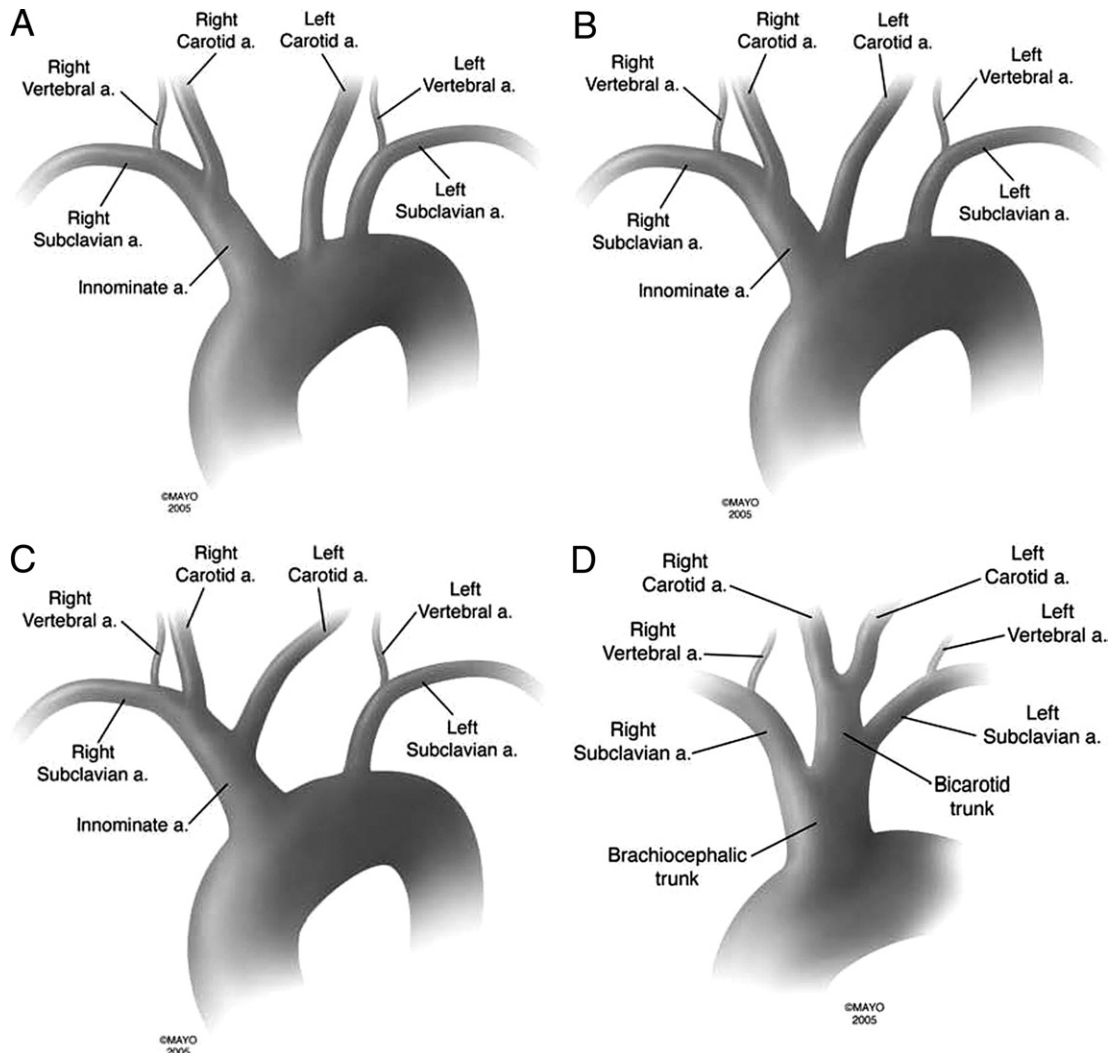 A
Right
Carotid a.
Left
Carotid a.
Right
Vertebral a.
Left
Vertebral a.
Right
Subclavian a.
Left
Subclavian a.
Innominate a.
©MAYO
2005
B
Right
Carotid a.
Left
Carotid a.
Right
Vertebral a.
Left
Vertebral a.
Right
Subclavian a.
Left
Subclavian a.
Innominate a.
©MAYO
2005
C
Right
Carotid a.
Left
Carotid a.
Right
Vertebral a.
Left
Vertebral a.
Right
Subclavian a.
Left
Subclavian a.
Innominate a.
©MAYO
2005
D
Right
Carotid a.
Left
Carotid a.
Right
Vertebral a.
Left
Vertebral a.
Right
Subclavian a.
Left
Subclavian a.
Bicarotid
trunk
Brachiocephalic
trunk
©MAYO
2005